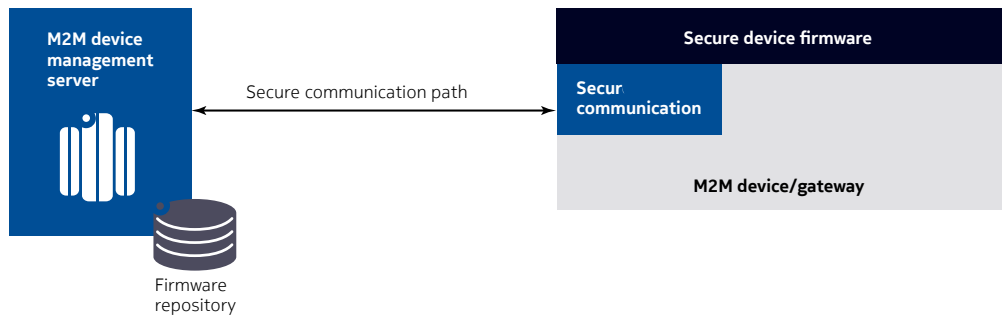 M2M device
management
server
Secure communication path
Firmware
repository
Secure device firmware
Secur
communication
M2M device/gateway